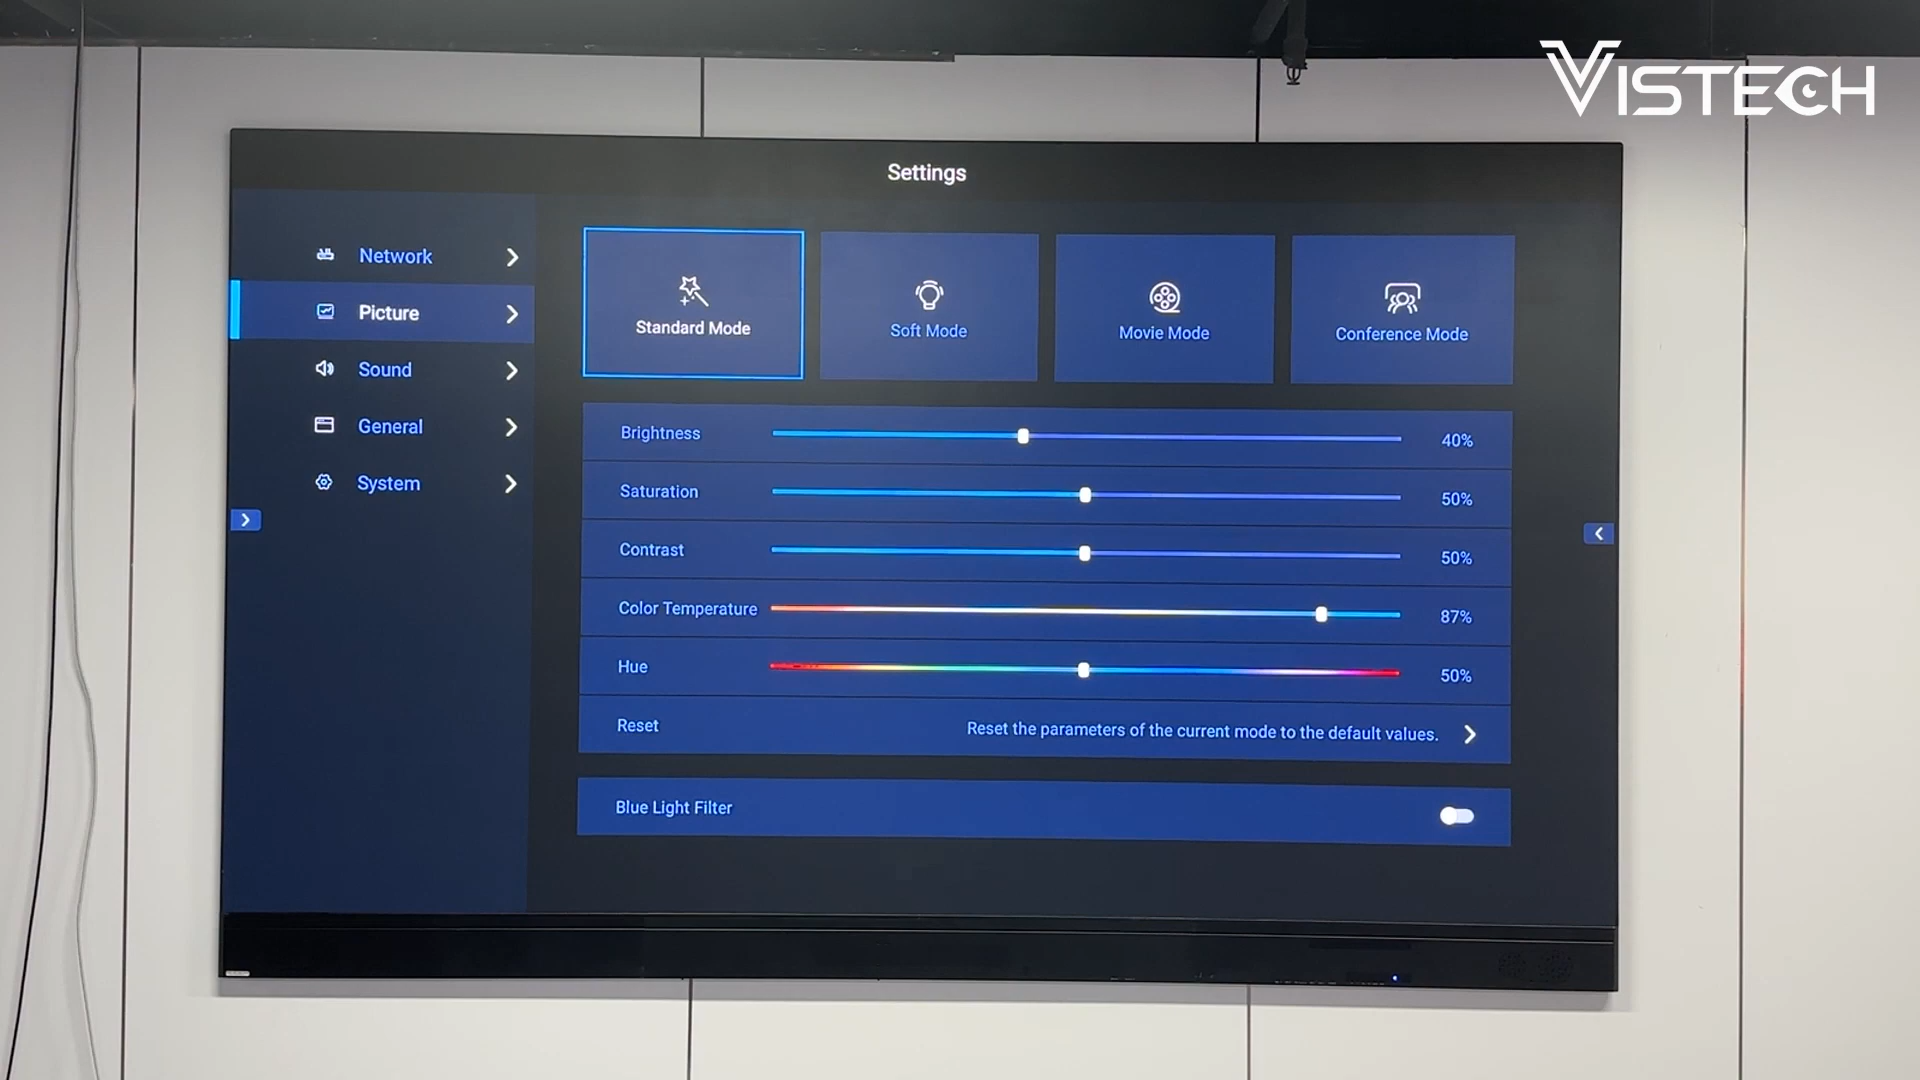 VISTECH
Settings
Network
Picture
Sound
General
System
Standard Mode
Soft Mode
Movie Mode
Conference Mode
Brightness 40%
Saturation 50%
Contrast 50%
Color Temperature 87%
Hue 50%
Reset Reset the parameters of the current mode to the default values.
Blue Light Filter